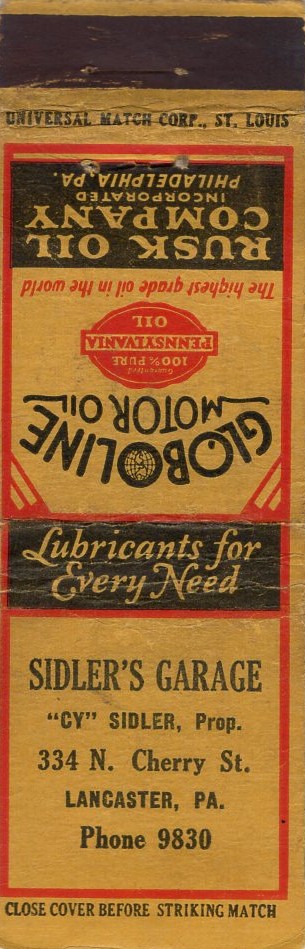 UNIVERSAL MATCH CORP., ST. LOUIS
GLOBOLINE
MOTOR OIL
Guaranteed
100% PURE
PENNSYLVANIA
OIL
The highest grade oil in the world
RUSK OIL
COMPANY
INCORPORATED
PHILADELPHIA, PA.
Lubricants for
Every Need
SIDLER'S GARAGE
"CY" SIDLER, Prop.
334 N. Cherry St.
LANCASTER, PA.
Phone 9830
CLOSE COVER BEFORE STRIKING MATCH